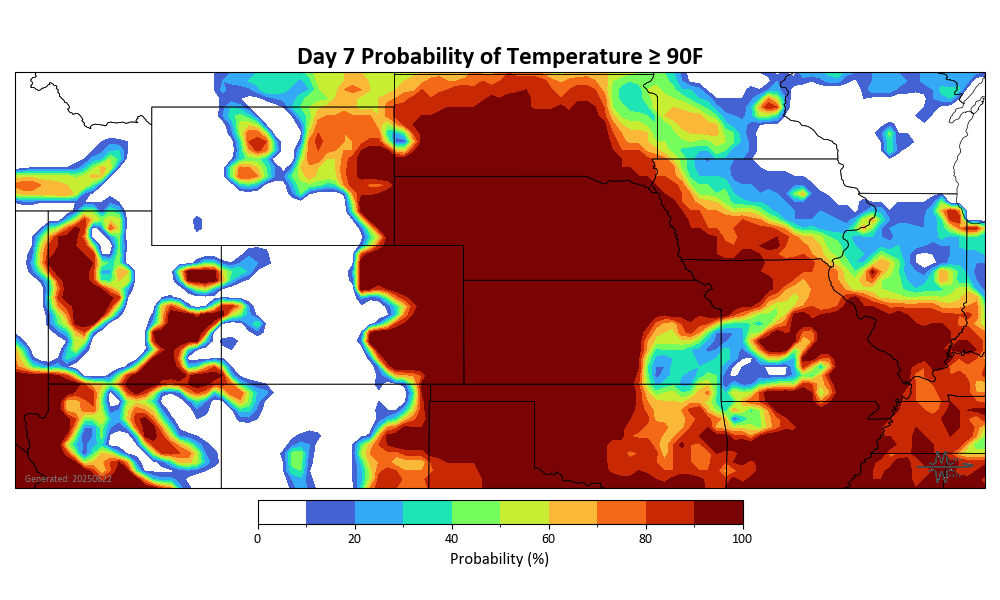 Day 7 Probability of Temperature ≥ 90F
Generated: 20250622
0 20 40 60 80 100
Probability (%)